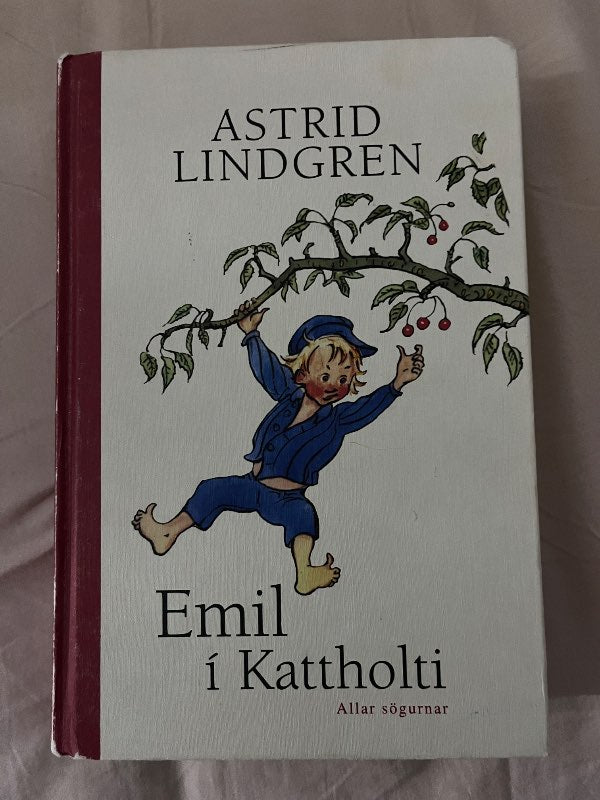 ASTRID
LINDGREN
Emil
í Kattholti
Allar sögurnar